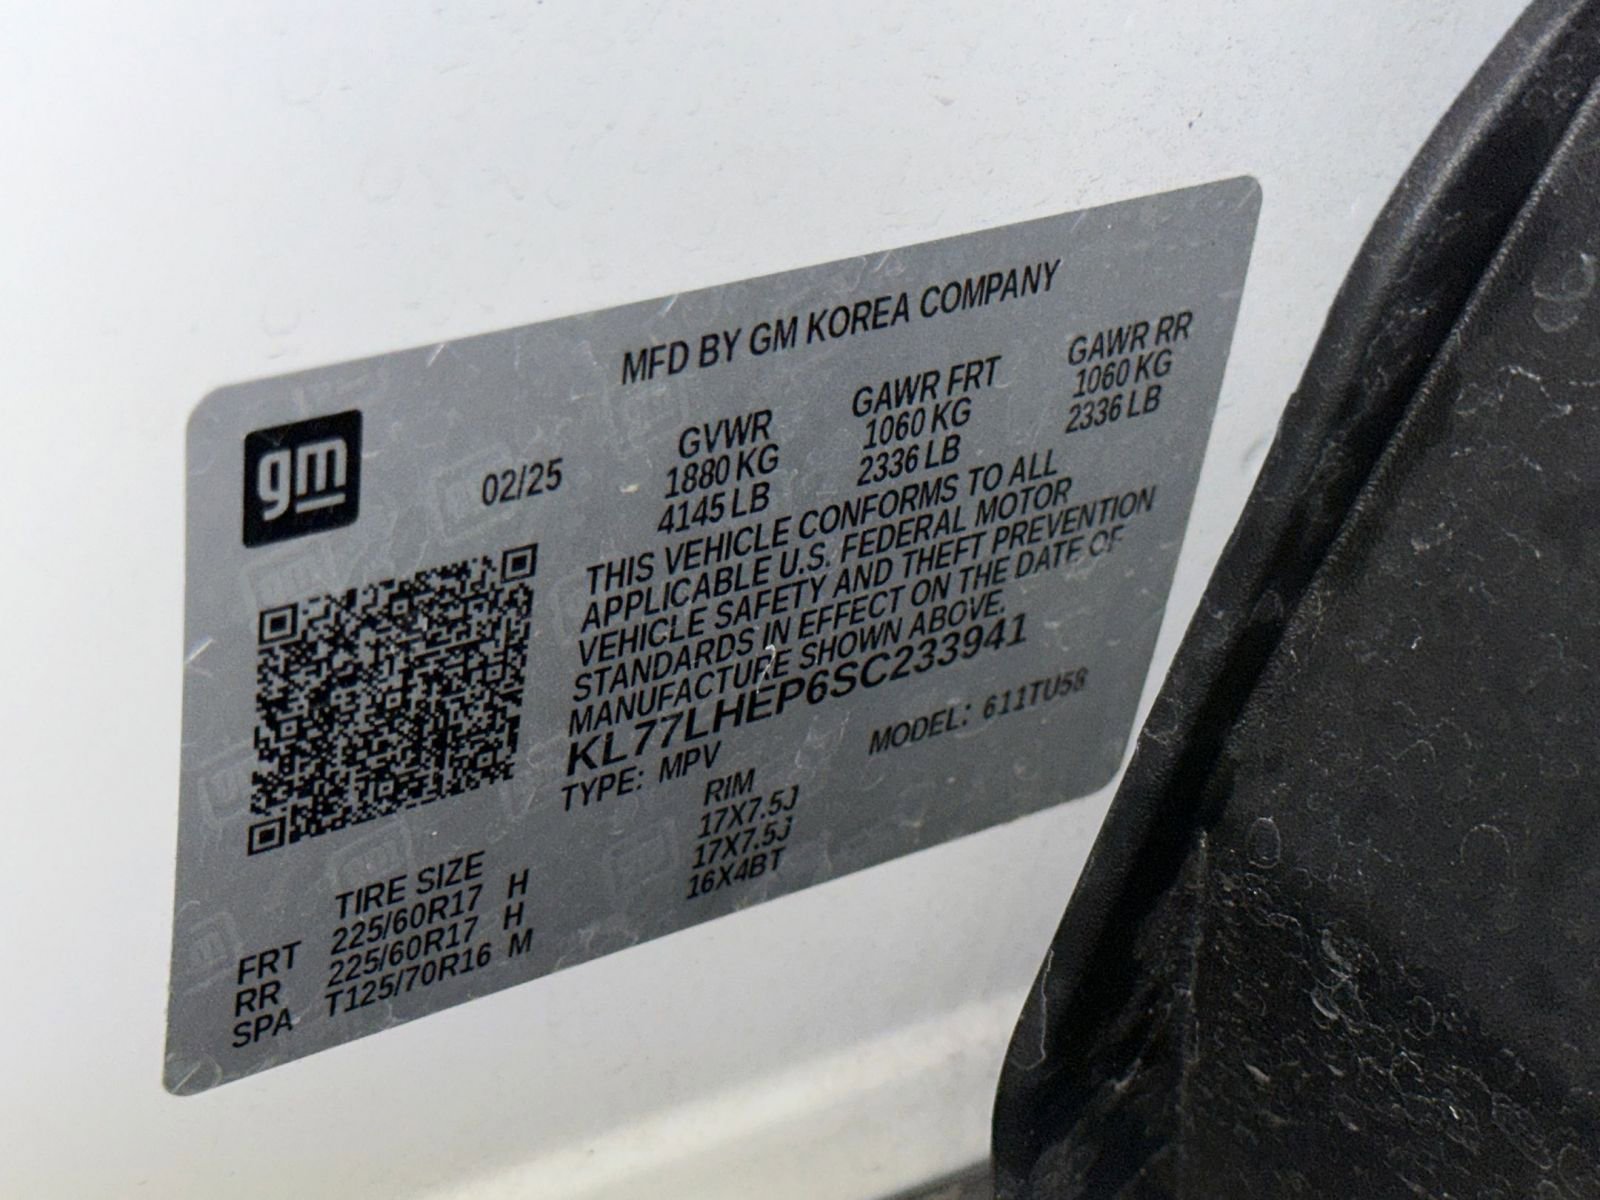 MFD BY GM KOREA COMPANY
gm
02/25
GVWR GAWR FRT GAWR RR
1880 KG 1060 KG 1060 KG
4145 LB 2336 LB 2336 LB
THIS VEHICLE CONFORMS TO ALL
APPLICABLE U.S. FEDERAL MOTOR
VEHICLE SAFETY AND THEFT PREVENTION
STANDARDS IN EFFECT ON THE DATE OF
MANUFACTURE SHOWN ABOVE.
KL77LHEP6SC233941
TYPE: MPV MODEL: 611TU58
TIRE SIZE RIM
FRT 225/60R17 H 17X7.5J
RR 225/60R17 H 17X7.5J
SPA T125/70R16 M 16X4BT